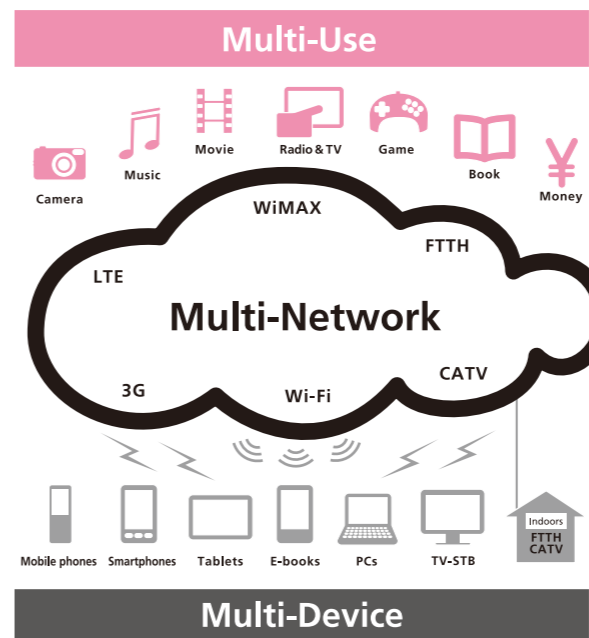 Multi-Use
Camera
Music
Movie
Radio & TV
Game
Book
¥
Money
WiMAX
LTE
FTTH
Multi-Network
3G
Wi-Fi
CATV
Mobile phones
Smartphones
Tablets
E-books
PCs
TV-STB
Indoors
FTTH
CATV
Multi-Device